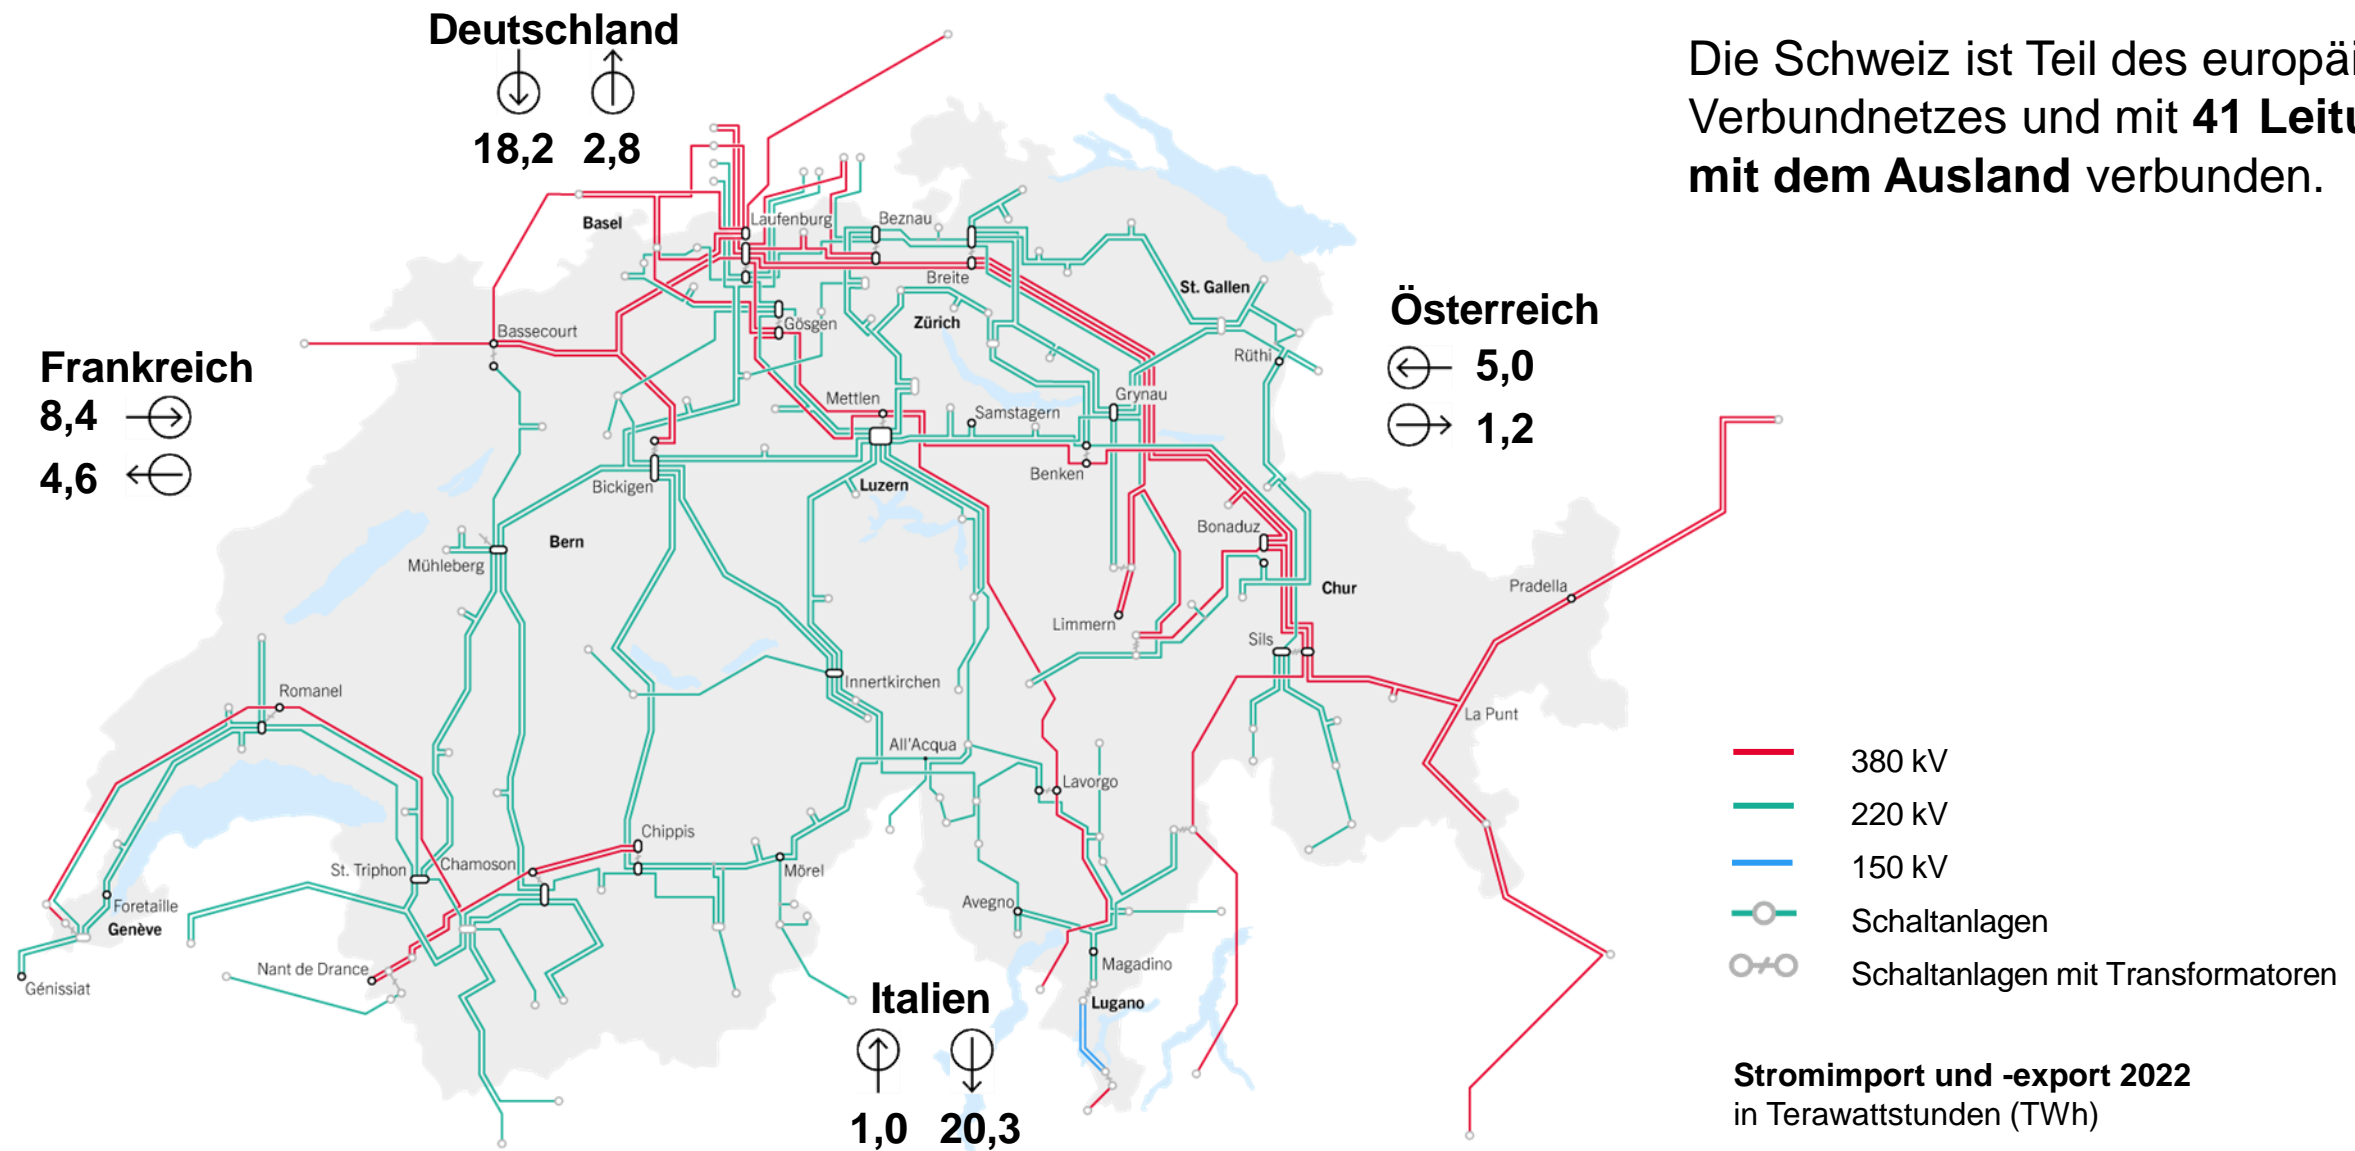 Deutschland
18,2 2,8
Die Schweiz ist Teil des europäi
Verbundnetzes und mit 41 Leitu
mit dem Ausland verbunden.
Frankreich
8,4
4,6
Österreich
5,0
1,2
Italien
1,0 20,3
Basel
Laufenburg
Beznau
Breite
St. Gallen
Bassecourt
Gösgen
Zürich
Rüthi
Mettlen
Samstagern
Grynau
Benken
Bickigen
Luzern
Bonaduz
Bern
Mühleberg
Chur
Pradella
Limmern
Sils
Innertkirchen
Romanel
La Punt
All'Acqua
Lavorgo
Chippis
Chamoson
St. Triphon
Mörel
Avegno
Foretaille
Genève
Magadino
Nant de Drance
Génissiat
Lugano
380 kV
220 kV
150 kV
Schaltanlagen
Schaltanlagen mit Transformatoren
Stromimport und -export 2022
in Terawattstunden (TWh)